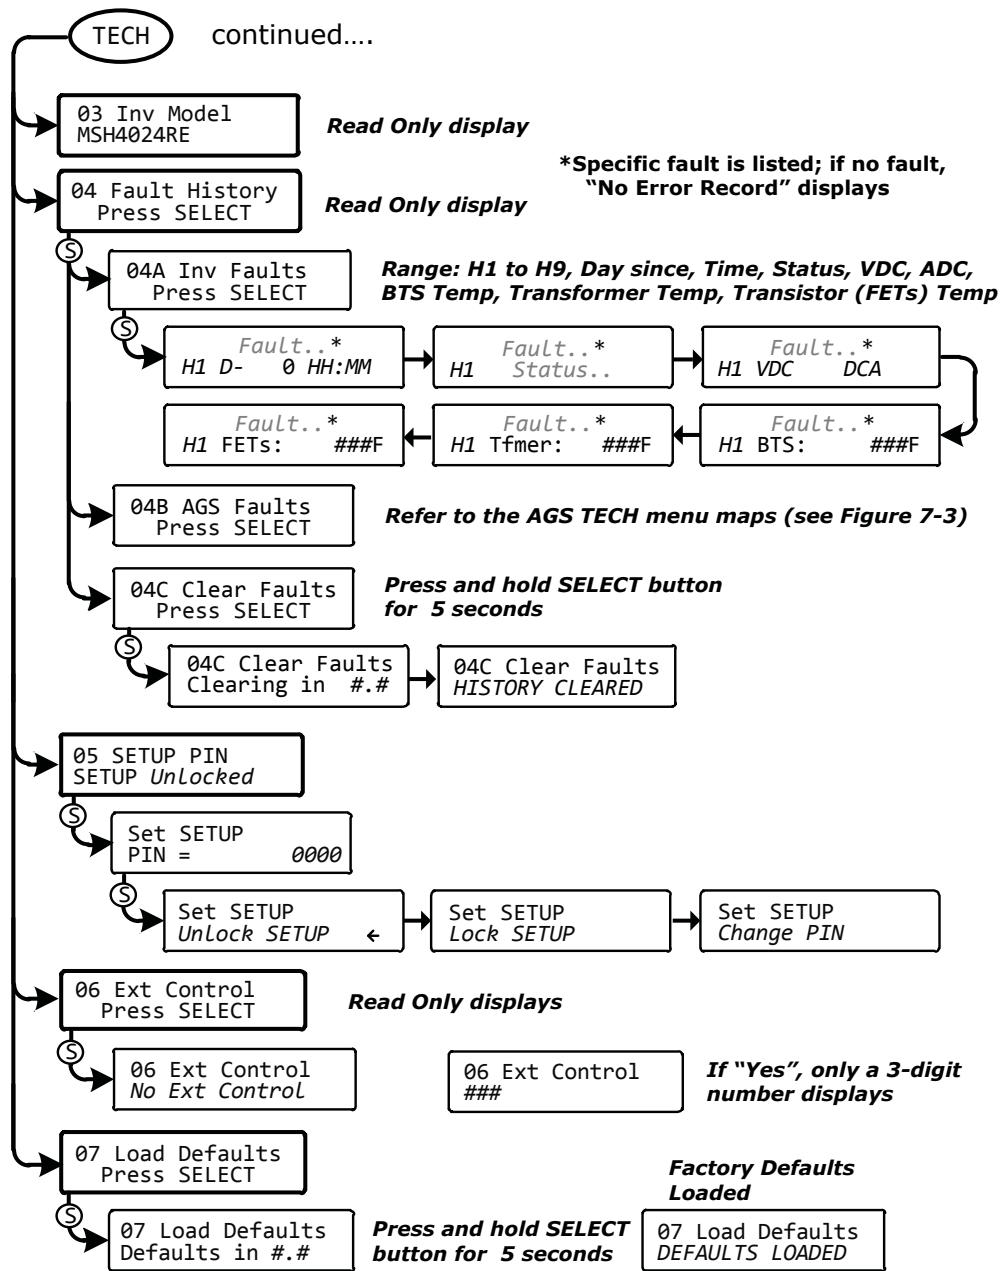 TECH continued....
03 Inv Model
MSH4024RE
Read Only display
*Specific fault is listed; if no fault,
“No Error Record” displays
04 Fault History
Press SELECT
Read Only display
S
04A Inv Faults
Press SELECT
Range: H1 to H9, Day since, Time, Status, VDC, ADC,
BTS Temp, Transformer Temp, Transistor (FETs) Temp
S
Fault..*
H1 D- 0 HH:MM
Fault..*
H1 Status..
Fault..*
H1 VDC DCA
Fault..*
H1 FETs: ###F
Fault..*
H1 Tfmer: ###F
Fault..*
H1 BTS: ###F
04B AGS Faults
Press SELECT
Refer to the AGS TECH menu maps (see Figure 7-3)
04C Clear Faults
Press SELECT
Press and hold SELECT button
for 5 seconds
S
04C Clear Faults
Clearing in #.#
04C Clear Faults
HISTORY CLEARED
05 SETUP PIN
SETUP Unlocked
S
Set SETUP
PIN = 0000
S
Set SETUP
Unlock SETUP ←
Set SETUP
Lock SETUP
Set SETUP
Change PIN
06 Ext Control
Press SELECT
Read Only displays
S
06 Ext Control
No Ext Control
06 Ext Control
###
If “Yes”, only a 3-digit
number displays
07 Load Defaults
Press SELECT
S
07 Load Defaults
Defaults in #.#
Press and hold SELECT
button for 5 seconds
Factory Defaults
Loaded
07 Load Defaults
DEFAULTS LOADED